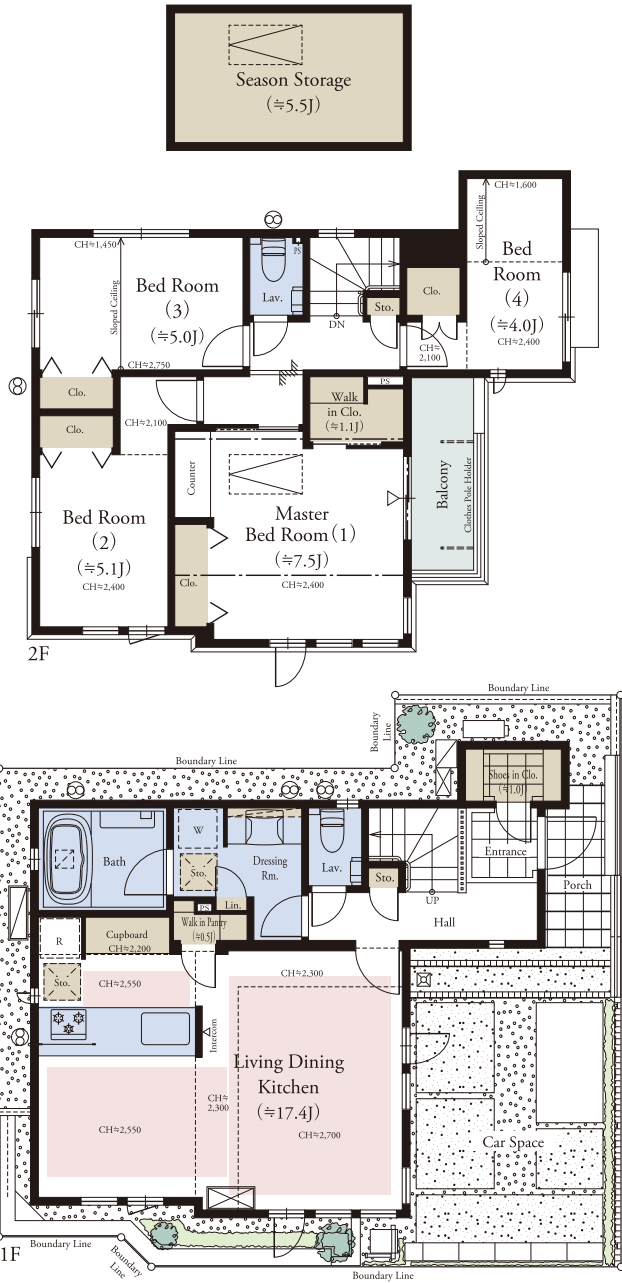 Season Storage
(≒5.5J)
CH≒1,600
Sloped Ceiling
Bed
Room
(4)
(≒4.0J)
CH≒2,400
CH≒1,450
Sloped Ceiling
Bed Room
(3)
(≒5.0J)
CH≒2,750
PS
Lav.
DN
Sto.
Clo.
CH≒
2,100
Clo.
Clo.
CH≒2,100
Walk
in Clo.
(≒1.1J)
PS
Counter
Bed Room
(2)
(≒5.1J)
CH≒2,400
Master
Bed Room(1)
(≒7.5J)
CH≒2,400
Clo.
Balcony
Clothes Pole Holder
2F
Boundary Line
Boundary
Line
Boundary Line
Shoes in Clo.
(≒1.0J)
Bath
W
Sto.
Dressing
Rm.
Lin.
PS
Lav.
Sto.
UP
Entrance
Porch
Hall
R
Cupboard
CH≒2,200
Walk in Pantry
(≒0.5J)
Sto.
CH≒2,550
CH≒2,300
Intercom
Living Dining
Kitchen
(≒17.4J)
CH≒
2,300
CH≒2,550
CH≒2,700
Car Space
1F
Boundary Line
Boundary
Line
Boundary Line